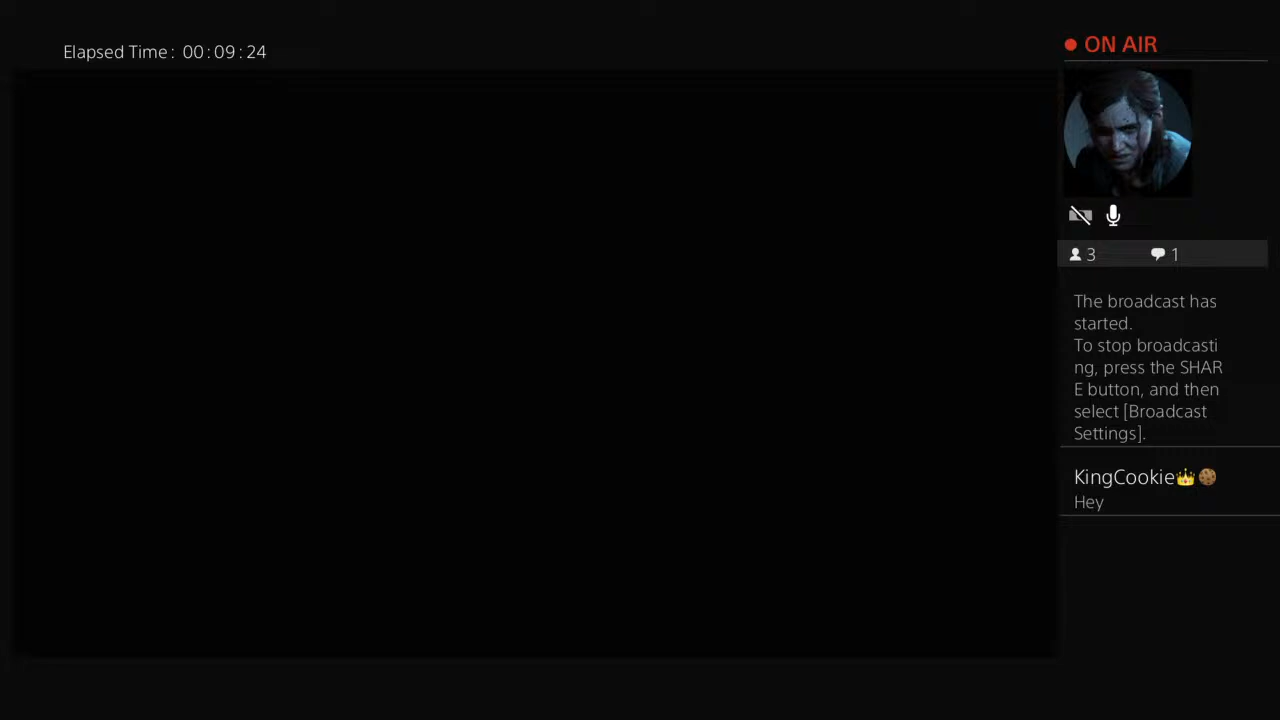 Elapsed Time: 00:09:24
ON AIR
3 1
The broadcast has
started.
To stop broadcasti
ng, press the SHAR
E button, and then
select [Broadcast
Settings].
KingCookie👑🍪
Hey